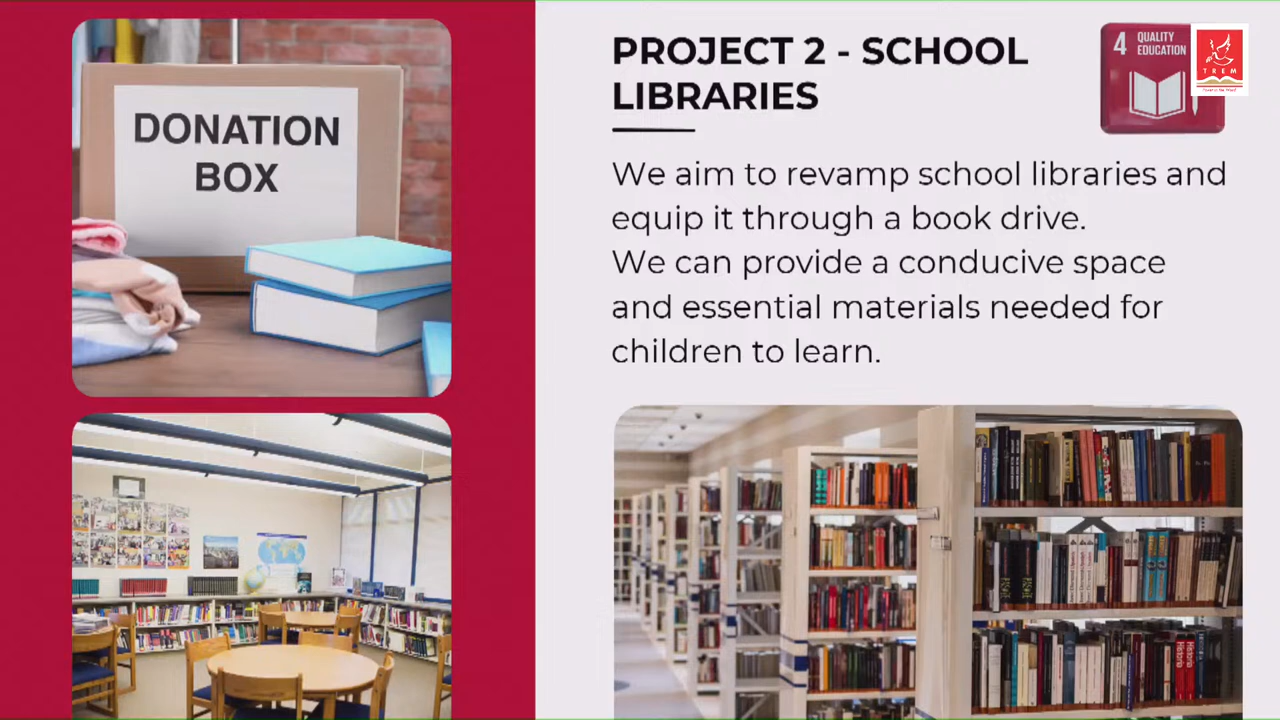 DONATION
BOX
PROJECT 2 - SCHOOL
LIBRARIES
4 QUALITY
EDUCATION
TREM
We aim to revamp school libraries and
equip it through a book drive.
We can provide a conducive space
and essential materials needed for
children to learn.